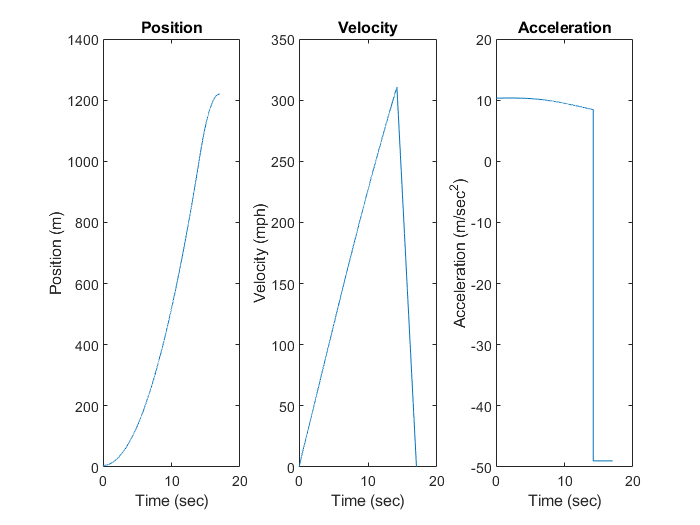 Position
Position (m)
1400
1200
1000
800
600
400
200
0
0 10 20
Time (sec)
Velocity
Velocity (mph)
350
300
250
200
150
100
50
0
0 10 20
Time (sec)
Acceleration
Acceleration (m/sec²)
20
10
0
-10
-20
-30
-40
-50
0 10 20
Time (sec)